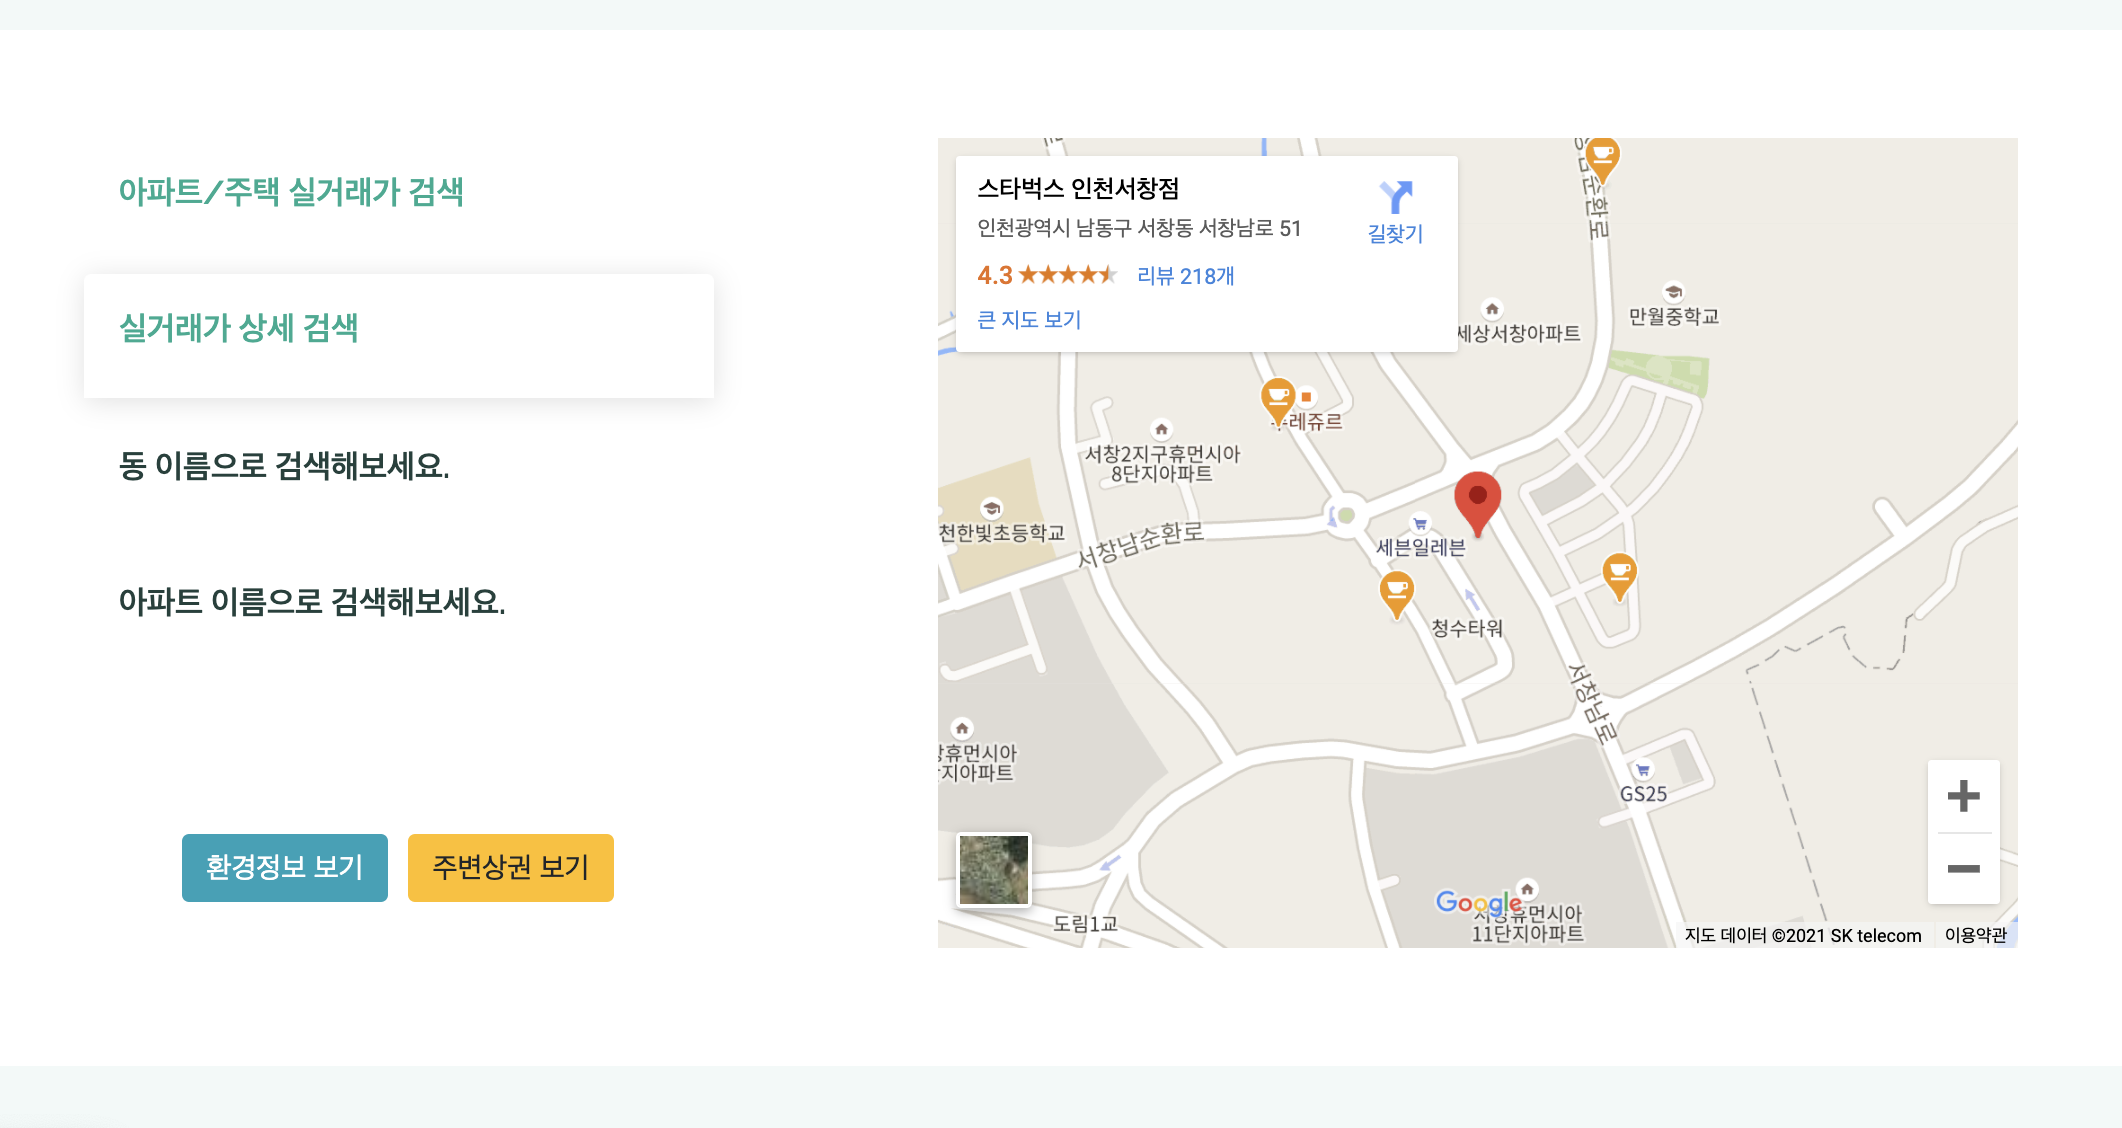 아파트/주택 실거래가 검색
실거래가 상세 검색
동 이름으로 검색해보세요.
아파트 이름으로 검색해보세요.
환경정보 보기
주변상권 보기
스타벅스 인천서창점
인천광역시 남동구 서창동 서창남로 51
길찾기
4.3
리뷰 218개
큰 지도 보기
세상서창아파트
만월중학교
레쥬르
서창2지구휴먼시아
8단지아파트
천한빛초등학교
서창남순환로
세븐일레븐
청수타워
서창남로
휴먼시아
지아파트
GS25
도림1교
Google
휴먼시아
11단지아파트
지도 데이터 ©2021 SK telecom
이용약관